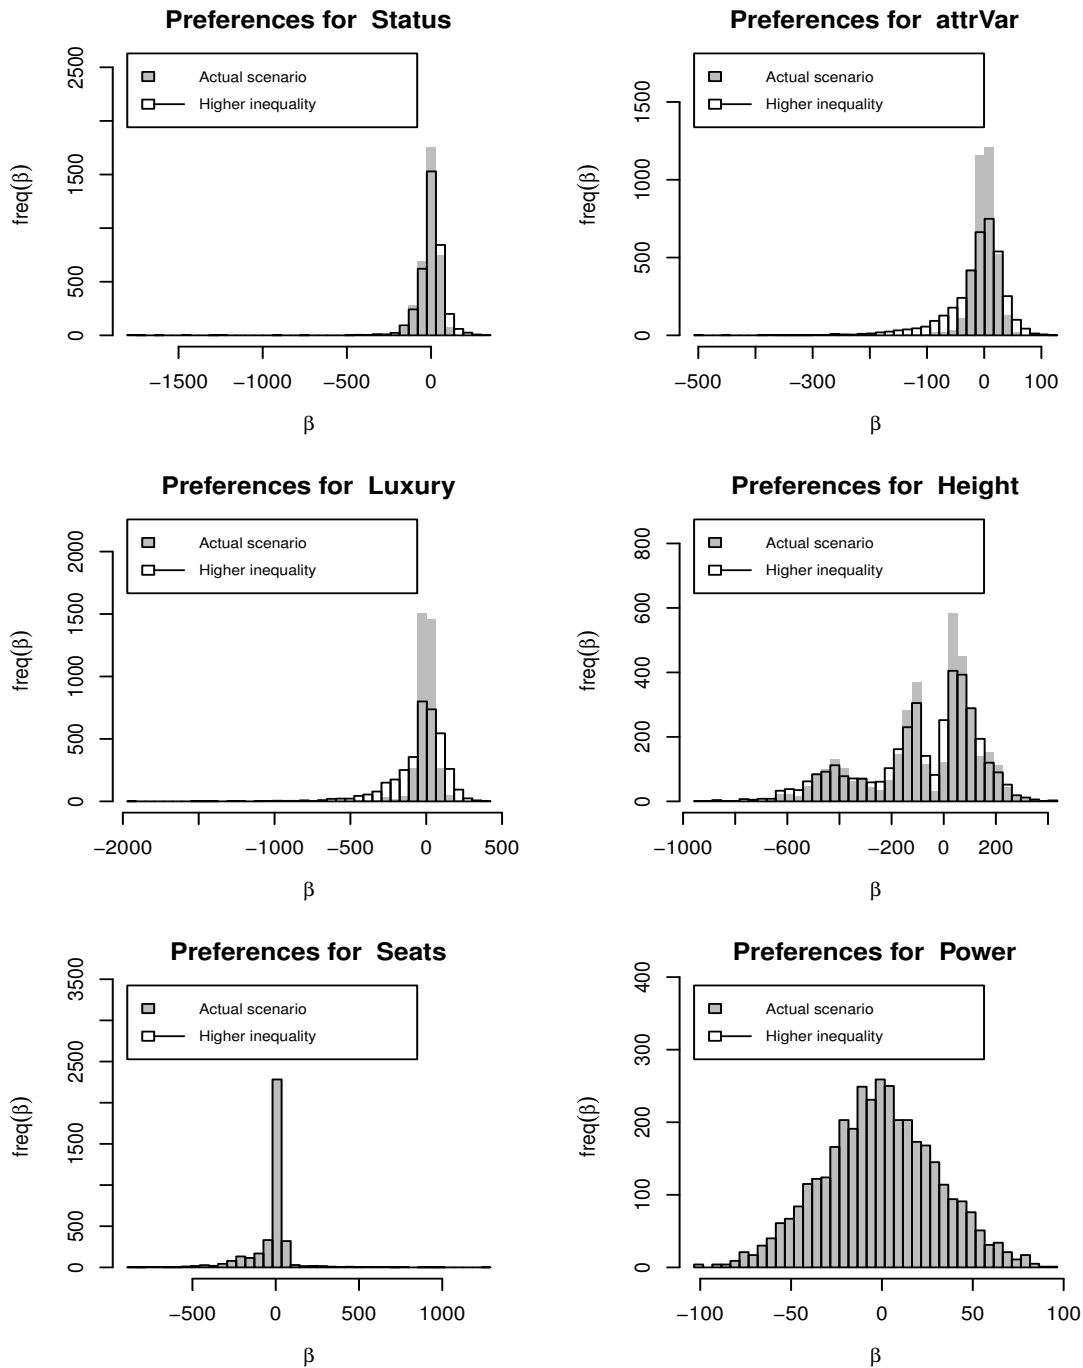 Preferences for Status
Actual scenario
Higher inequality
freq(β)
2500
1500
500
0
−1500
−1000
−500
0
β
Preferences for attrVar
Actual scenario
Higher inequality
freq(β)
1500
1000
500
0
−500
−300
−100
0
100
β
Preferences for Luxury
Actual scenario
Higher inequality
freq(β)
2000
1500
1000
500
0
−2000
−1000
−500
0
500
β
Preferences for Height
Actual scenario
Higher inequality
freq(β)
800
600
400
200
0
−1000
−600
−200
0
200
β
Preferences for Seats
Actual scenario
Higher inequality
freq(β)
3500
2500
1500
500
0
−500
0
500
1000
β
Preferences for Power
Actual scenario
Higher inequality
freq(β)
400
300
200
100
0
−100
−50
0
50
100
β